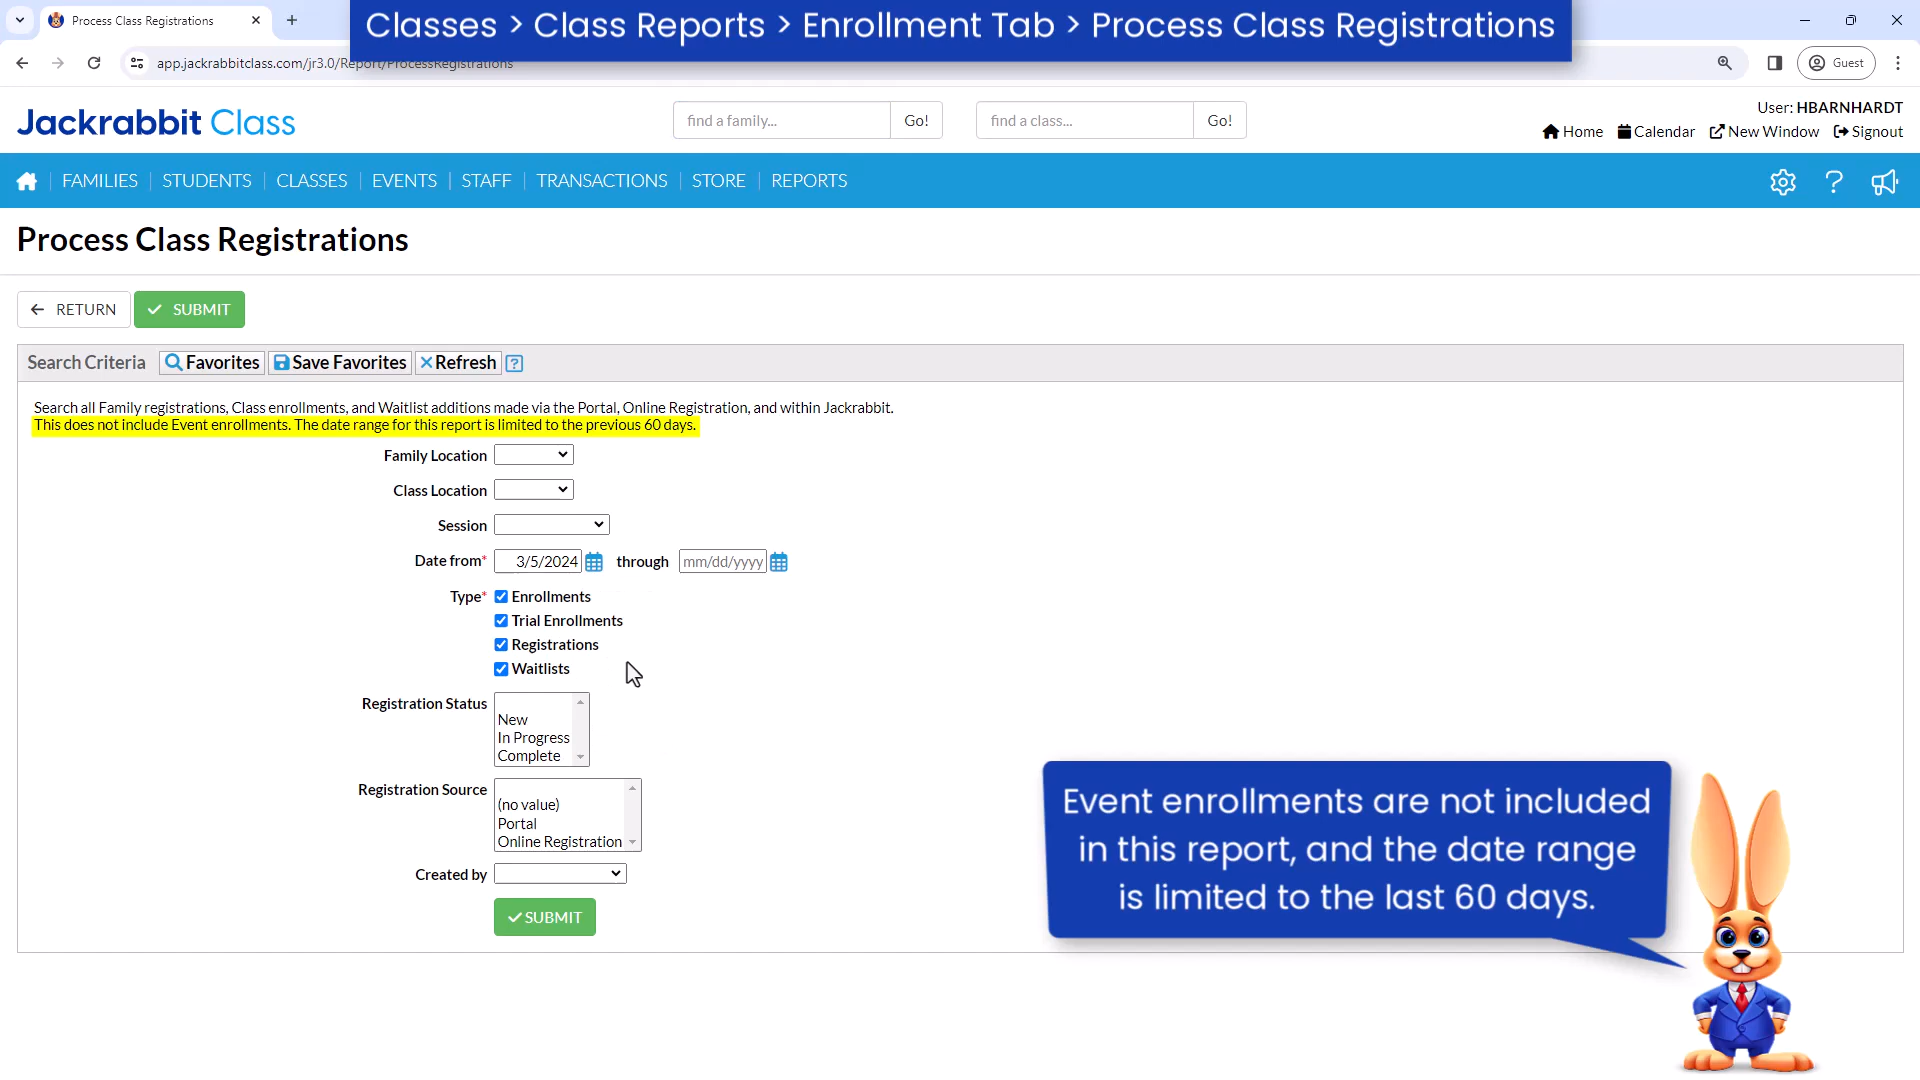 Process Class Registrations
Classes > Class Reports > Enrollment Tab > Process Class Registrations
app.jackrabbitclass.com/jr3.0/Report/ProcessRegistrations
Guest
Jackrabbit Class
find a family...
Go!
find a class...
Go!
User: HBARNHARDT
Home
Calendar
New Window
Signout
FAMILIES
STUDENTS
CLASSES
EVENTS
STAFF
TRANSACTIONS
STORE
REPORTS
Process Class Registrations
RETURN
SUBMIT
Search Criteria
Favorites
Save Favorites
Refresh
?
Search all Family registrations, Class enrollments, and Waitlist additions made via the Portal, Online Registration, and within Jackrabbit.
This does not include Event enrollments. The date range for this report is limited to the previous 60 days.
Family Location
Class Location
Session
Date from* 3/5/2024 through mm/dd/yyyy
Type* Enrollments
Trial Enrollments
Registrations
Waitlists
Registration Status
New
In Progress
Complete
Registration Source
(no value)
Portal
Online Registration
Created by
SUBMIT
Event enrollments are not included
in this report, and the date range
is limited to the last 60 days.